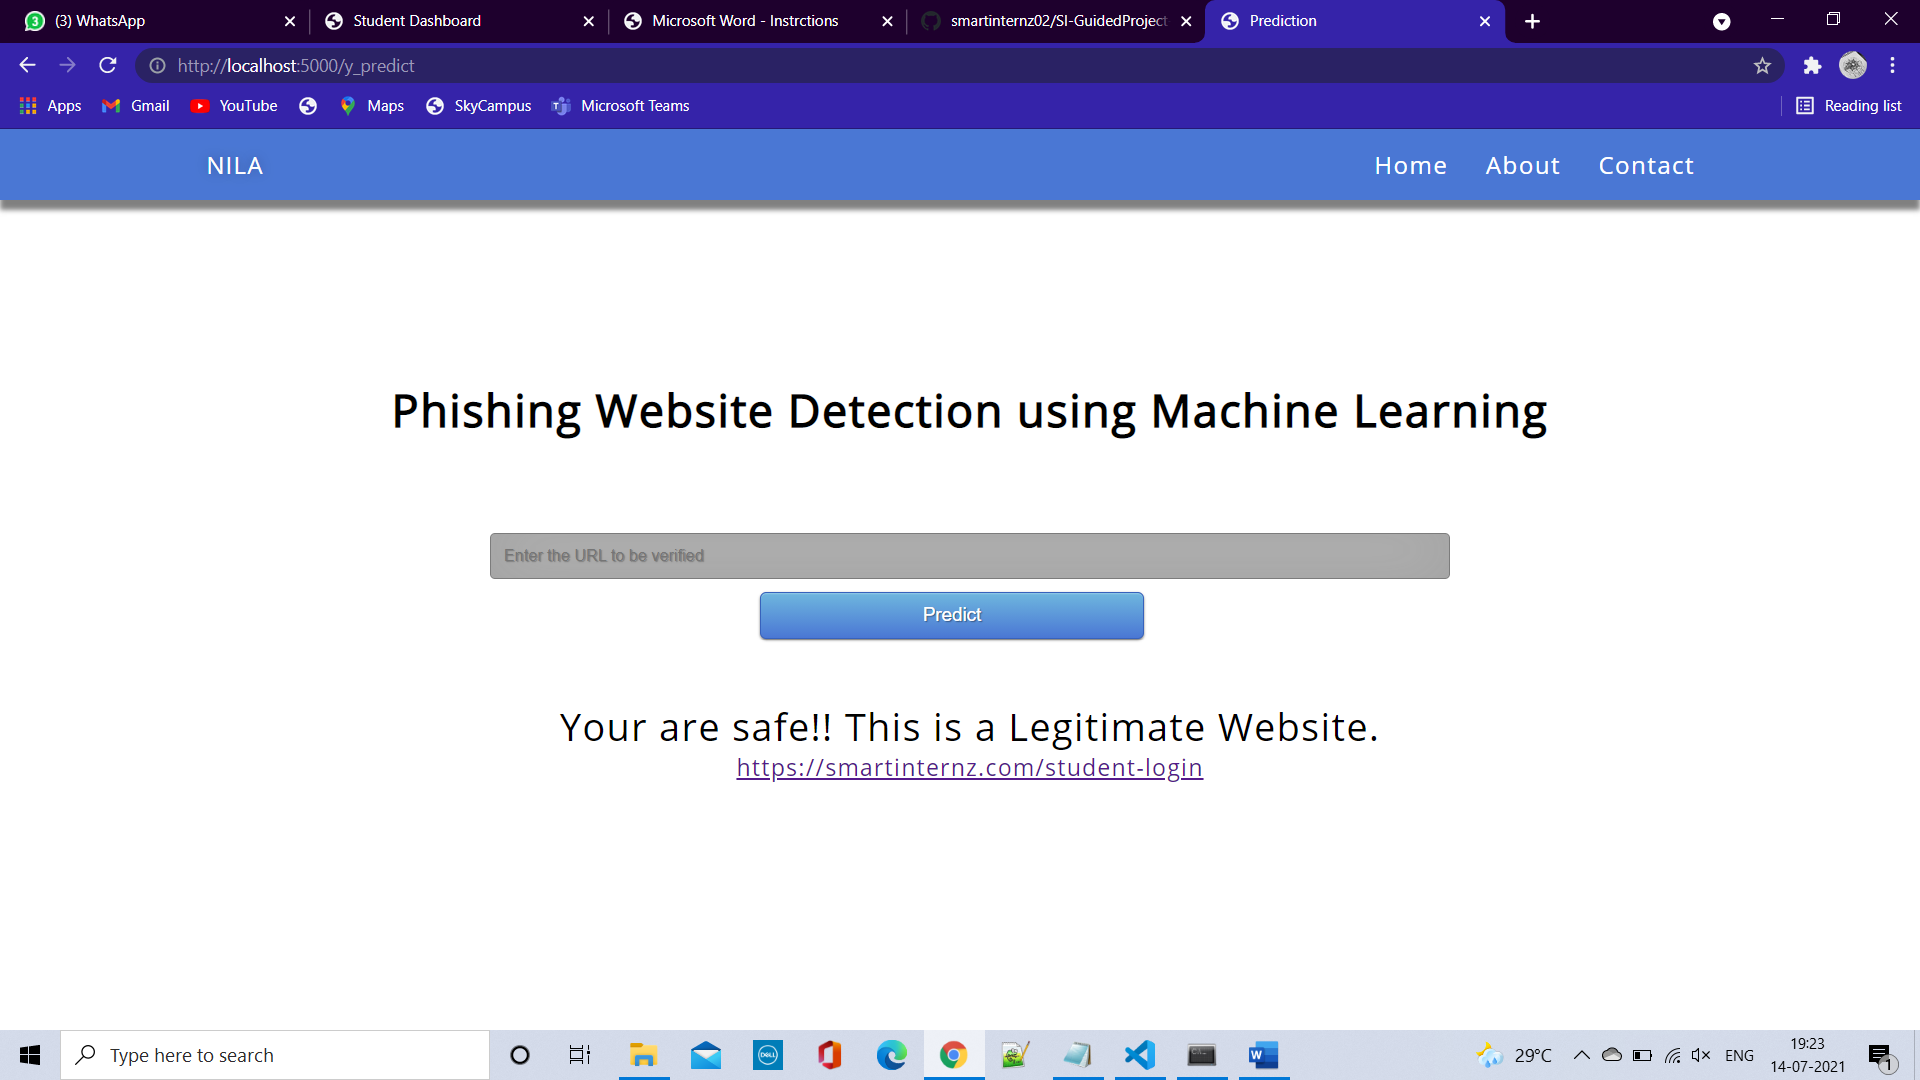 (3) WhatsApp
Student Dashboard
Microsoft Word - Instrctions
smartinternz02/SI-GuidedProject
Prediction
http://localhost:5000/y_predict
Apps
Gmail
YouTube
Maps
SkyCampus
Microsoft Teams
Reading list
NILA
Home
About
Contact
Phishing Website Detection using Machine Learning
Enter the URL to be verified
Predict
Your are safe!! This is a Legitimate Website.
https://smartinternz.com/student-login
Type here to search
DELL
29°C
ENG
19:23
14-07-2021
1